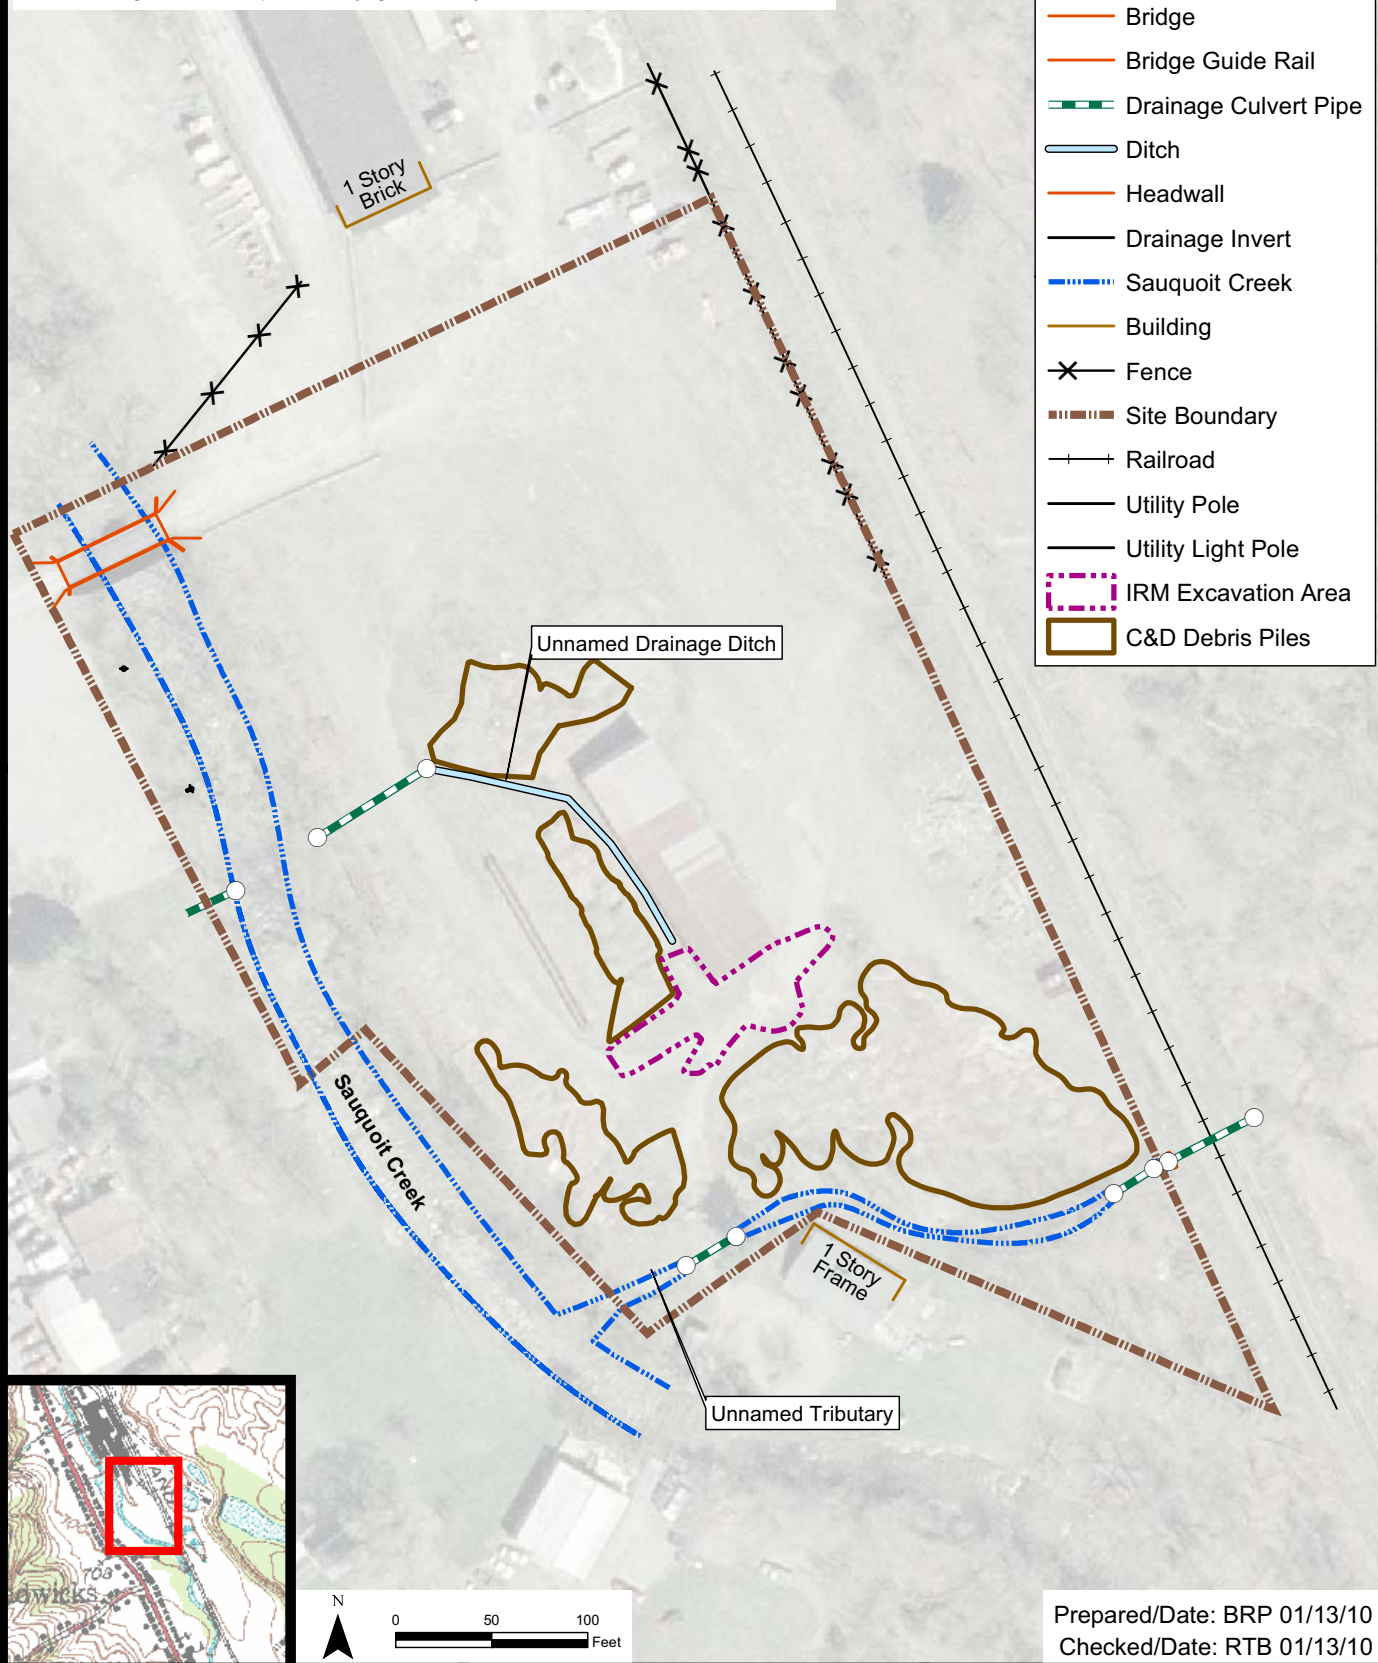 Bridge
Bridge Guide Rail
Drainage Culvert Pipe
Ditch
Headwall
Drainage Invert
Sauquoit Creek
Building
Fence
Site Boundary
Railroad
Utility Pole
Utility Light Pole
IRM Excavation Area
C&D Debris Piles
1 Story
Brick
Unnamed Drainage Ditch
Sauquoit Creek
1 Story
Frame
Unnamed Tributary
703
N
0 50 100
Feet
Prepared/Date: BRP 01/13/10
Checked/Date: RTB 01/13/10